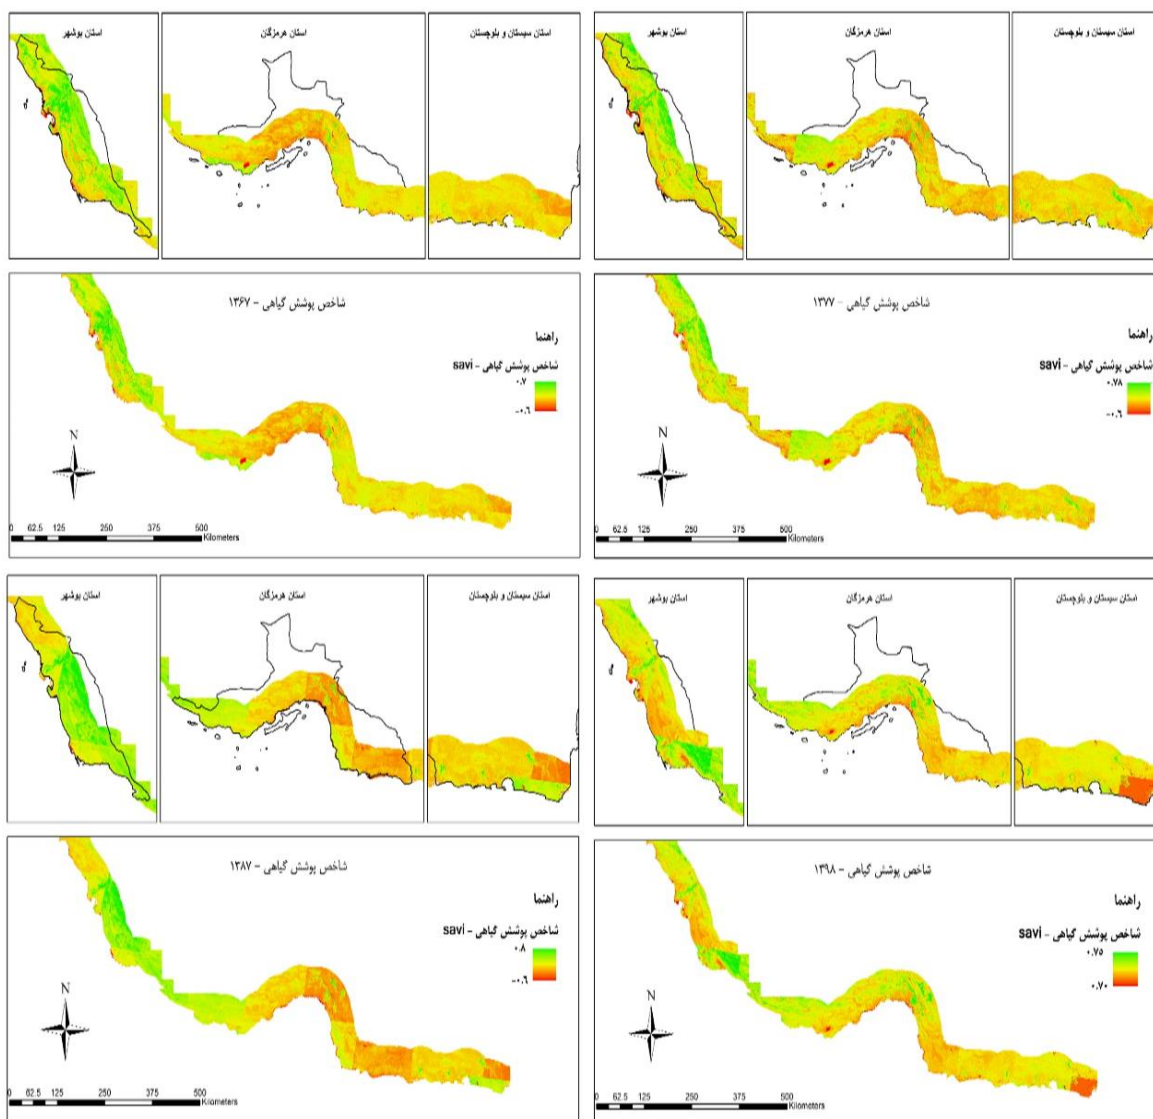 استان بوشهر
استان هرمزگان
استان سیستان و بلوچستان
شاخص پوشش گیاهی - ۱۳۶۷
راهنما
شاخص پوشش گیاهی - savi
۰.۷
-۰.۶
N
0 62.5 125 250 375 500
Kilometers
استان بوشهر
استان هرمزگان
استان سیستان و بلوچستان
شاخص پوشش گیاهی - ۱۳۷۷
راهنما
شاخص پوشش گیاهی - savi
۰.۷۸
-۰.۶
N
0 62.5 125 250 375 500
Kilometers
استان بوشهر
استان هرمزگان
استان سیستان و بلوچستان
شاخص پوشش گیاهی - ۱۳۸۷
راهنما
شاخص پوشش گیاهی - savi
۰.۸
-۰.۶
N
0 62.5 125 250 375 500
Kilometers
استان بوشهر
استان هرمزگان
استان سیستان و بلوچستان
شاخص پوشش گیاهی - ۱۳۹۸
راهنما
شاخص پوشش گیاهی - savi
۰.۷۵
۰.۷۰
N
0 62.5 125 250 375 500
Kilometers